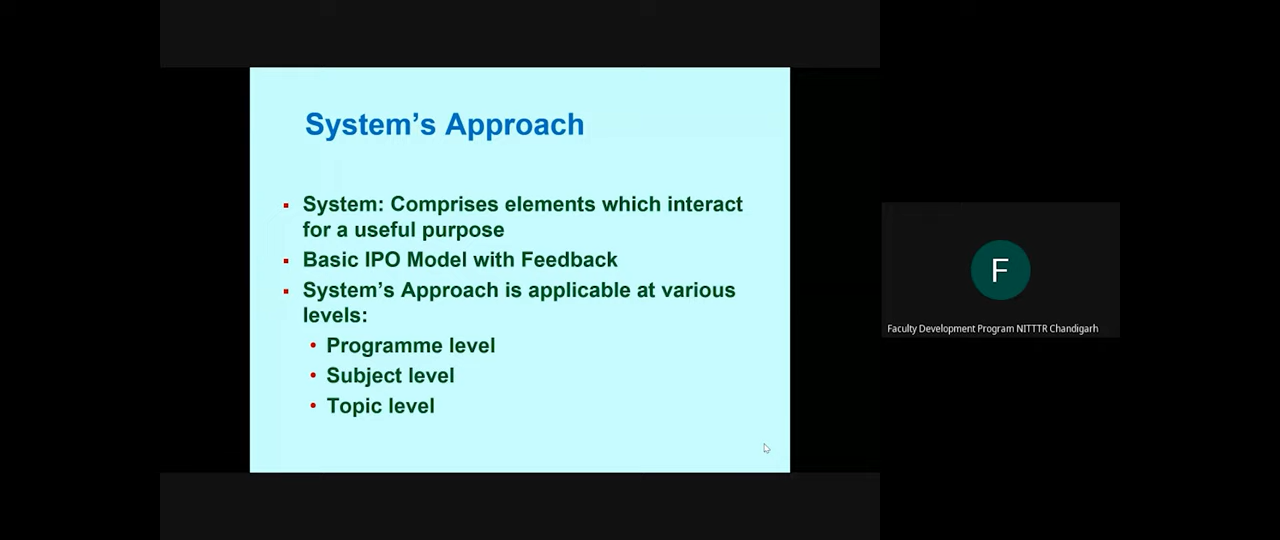 System's Approach
▪ System: Comprises elements which interact
for a useful purpose
▪ Basic IPO Model with Feedback
▪ System's Approach is applicable at various
levels:
• Programme level
• Subject level
• Topic level
F
Faculty Development Program NITTTR Chandigarh